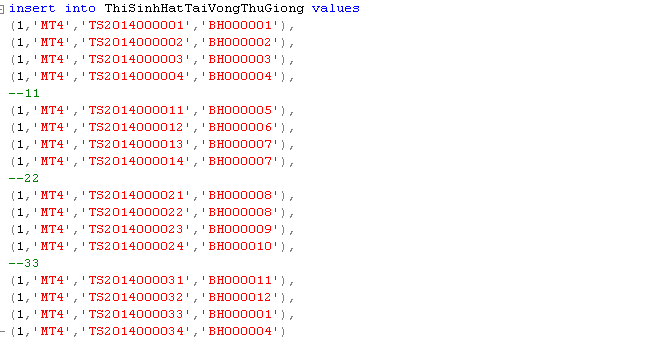 insert into ThiSinhHatTaiVongThuGiong values
(1,'MT4','TS2014000001','BH000001'),
(1,'MT4','TS2014000002','BH000002'),
(1,'MT4','TS2014000003','BH000003'),
(1,'MT4','TS2014000004','BH000004'),
--11
(1,'MT4','TS2014000011','BH000005'),
(1,'MT4','TS2014000012','BH000006'),
(1,'MT4','TS2014000013','BH000007'),
(1,'MT4','TS2014000014','BH000007'),
--22
(1,'MT4','TS2014000021','BH000008'),
(1,'MT4','TS2014000022','BH000008'),
(1,'MT4','TS2014000023','BH000009'),
(1,'MT4','TS2014000024','BH000010'),
--33
(1,'MT4','TS2014000031','BH000011'),
(1,'MT4','TS2014000032','BH000012'),
(1,'MT4','TS2014000033','BH000001'),
(1,'MT4','TS2014000034','BH000004')